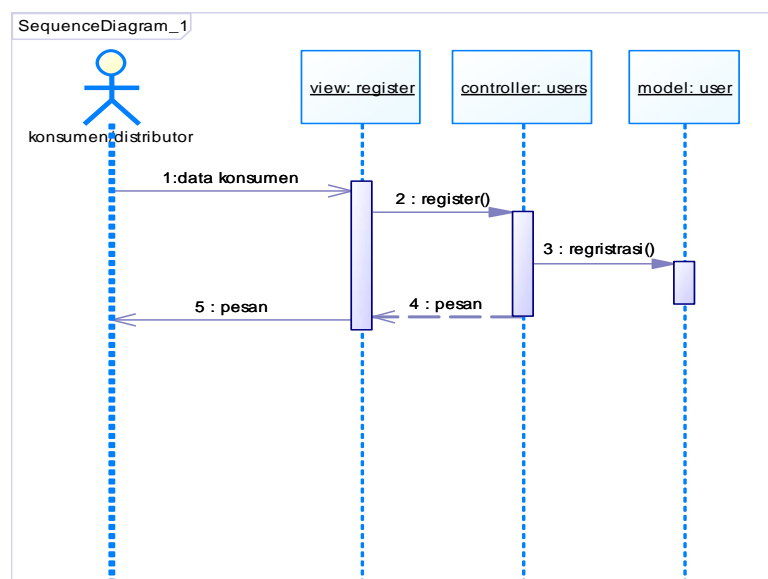 SequenceDiagram_1
view: register
controller: users
model: user
konsumen/distributor
1:data konsumen
2 : register()
3 : regristrasi()
4 : pesan
5 : pesan